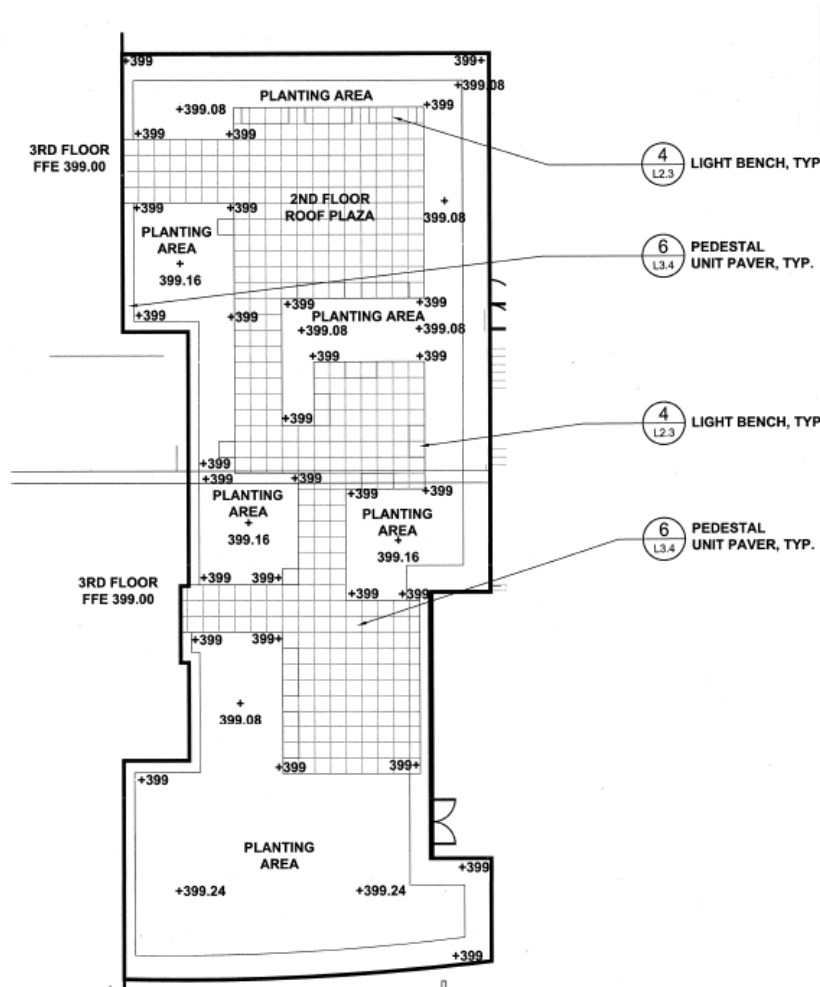 +399
399+
+399.08
PLANTING AREA
+399.08
+399
4
L2.3
LIGHT BENCH, TYP
+399
+399
3RD FLOOR
FFE 399.00
2ND FLOOR
ROOF PLAZA
+
399.08
+399
+399
PLANTING
AREA
+
399.16
6
L3.4
PEDESTAL
UNIT PAVER, TYP.
+399
+399
+399
+399
PLANTING AREA
+399.08
+399.08
+399
+399
+399
4
L2.3
LIGHT BENCH, TYP
+399
+399
+399
+399
+399
PLANTING
AREA
+
399.16
PLANTING
AREA
+
399.16
6
L3.4
PEDESTAL
UNIT PAVER, TYP.
3RD FLOOR
FFE 399.00
+399
399+
+399
+399
+399
399+
+
399.08
+399
399+
+399
PLANTING
AREA
+399
+399.24
+399.24
+399